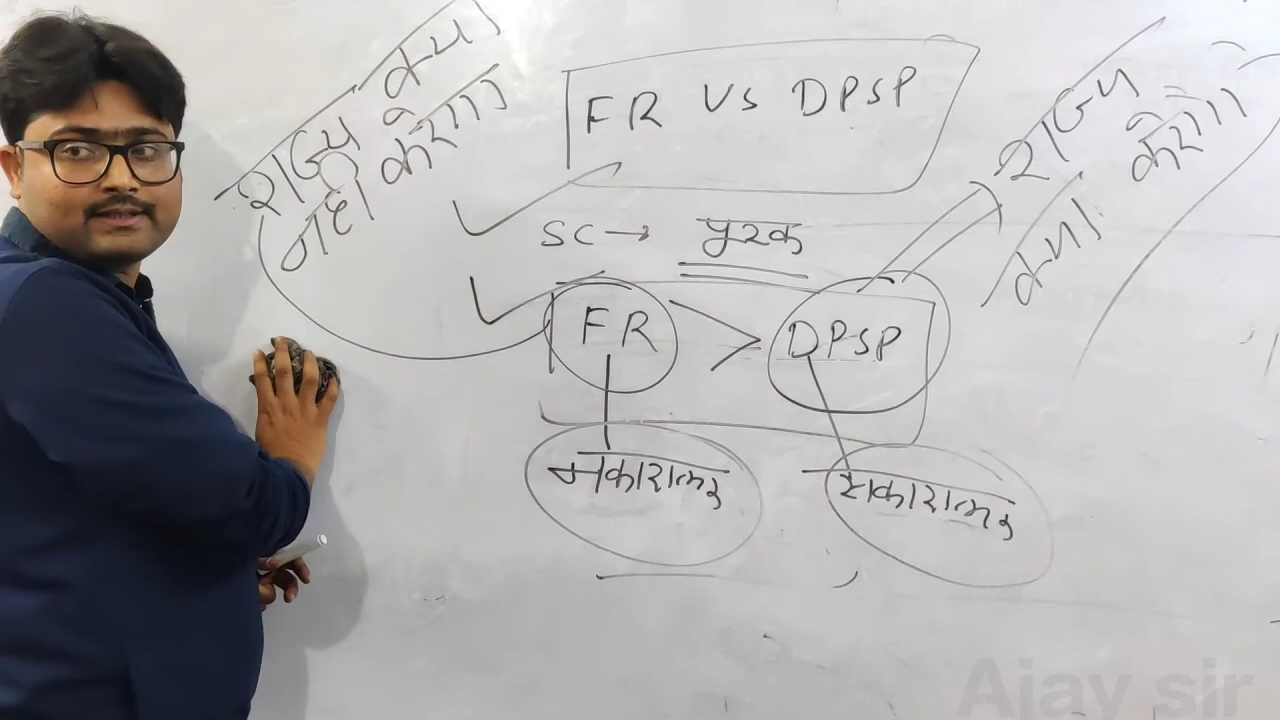 FR VS DPSP
राज्य क्या
नही करेगा
राज्य
क्या करेगा
SC → पुरक
FR > DPSP
नकारात्मक
सकारात्मक
Ajay sir